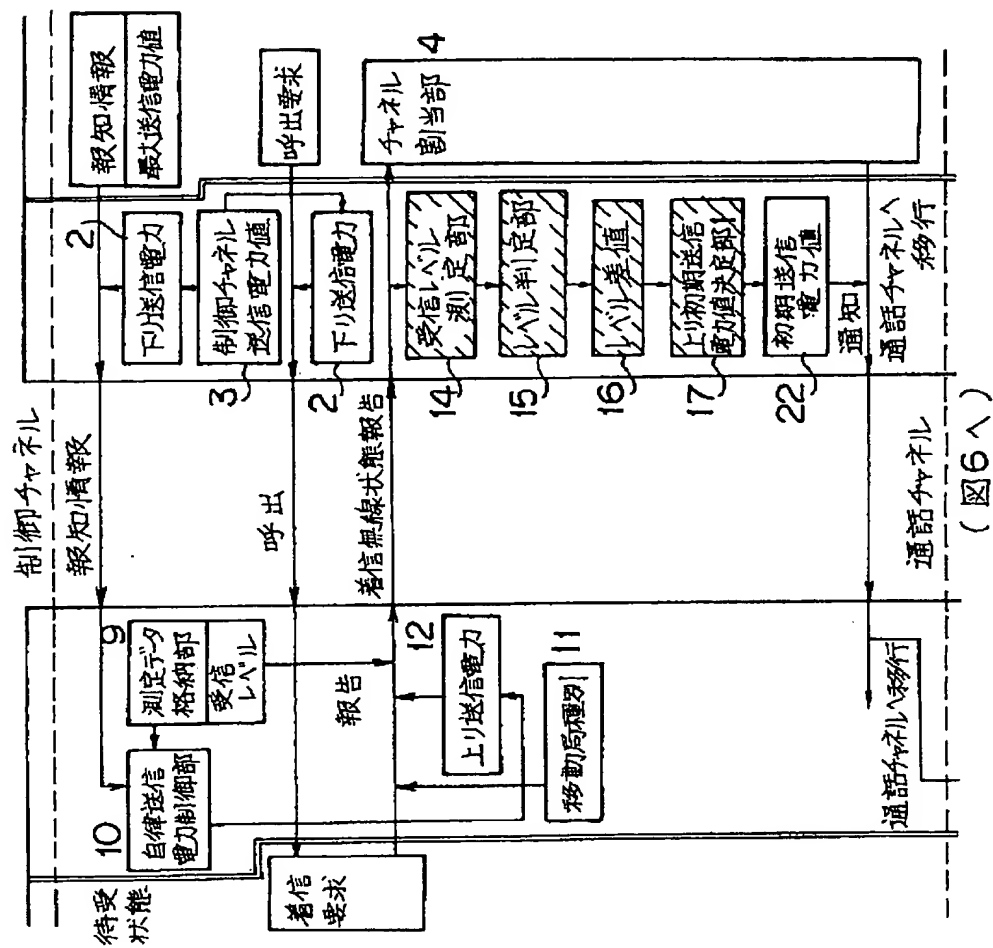 制御チャネル
報知情報
報知情報
最大送信電力値
2
下り送信電力
制御チャネル
送信電力値
3
呼出
呼出要求
下り送信電力
2
待受
状態
10
自律送信
電力制御部
9
測定データ
格納部
受信
レベル
着信
要求
報告
着信無線状態報告
チャネル
割当部
4
12
上り送信電力
移動局種別
11
受信レベル
測定部
14
レベル判定部
15
レベル差値
16
上り初期送信
電力値決定部
17
初期送信
電力値
22
通知
通話チャネルへ移行
通話チャネル
通話チャネルへ
移行
(図6へ)